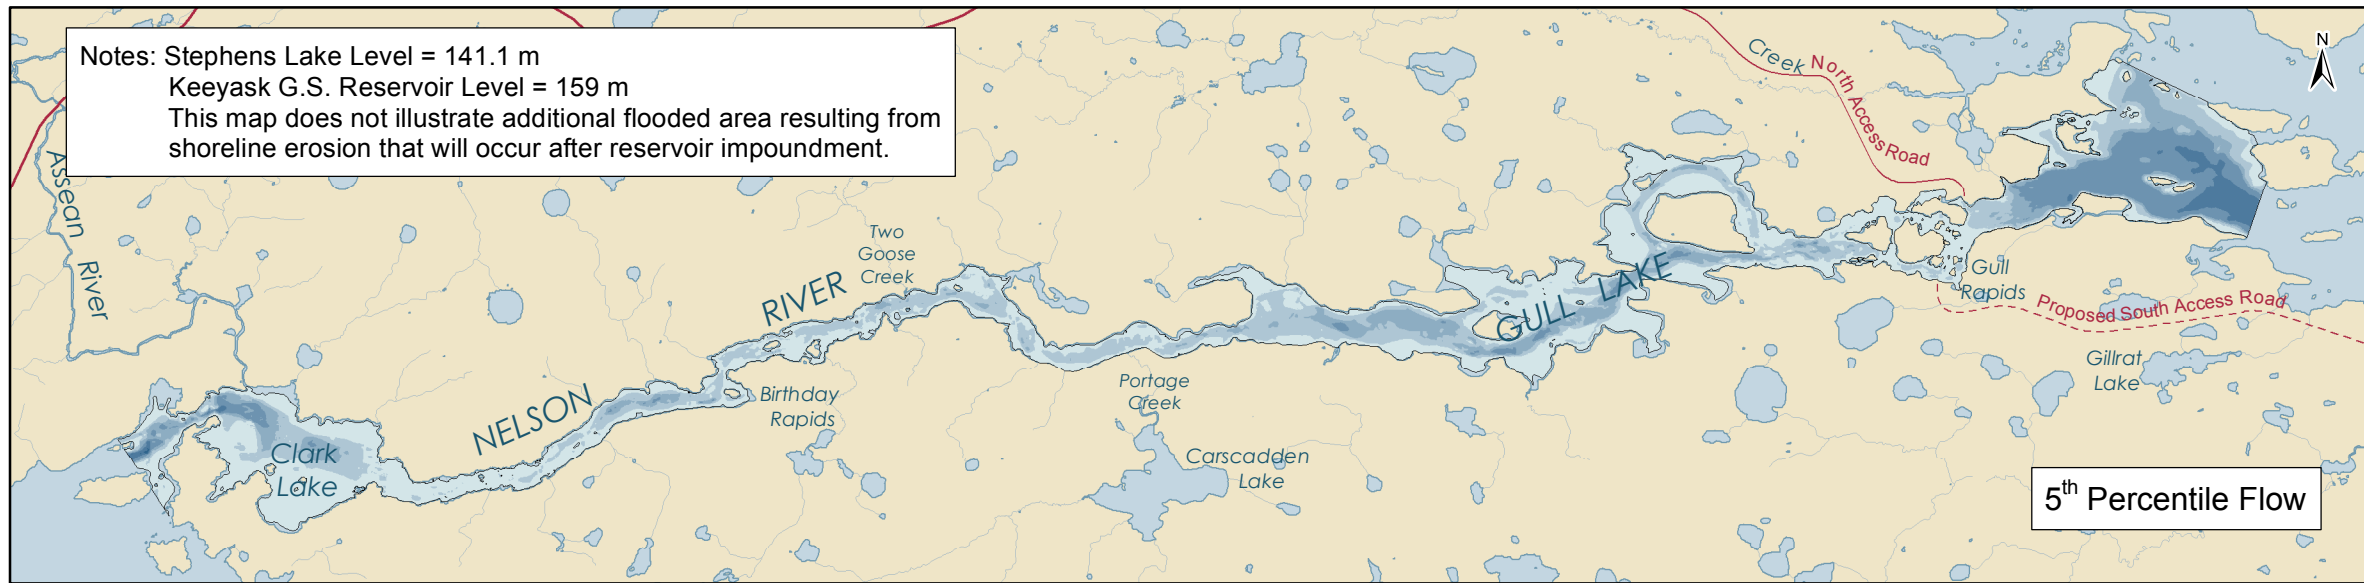 Notes: Stephens Lake Level = 141.1 m
Keeyask G.S. Reservoir Level = 159 m
This map does not illustrate additional flooded area resulting from
shoreline erosion that will occur after reservoir impoundment.
N
Creek
North Access Road
Assean River
Two
Goose
Creek
NELSON RIVER
Birthday
Rapids
Clark
Lake
Portage
Creek
Carscadden
Lake
GULL LAKE
Gull
Rapids
Proposed South Access Road
Gillrat
Lake
5th Percentile Flow